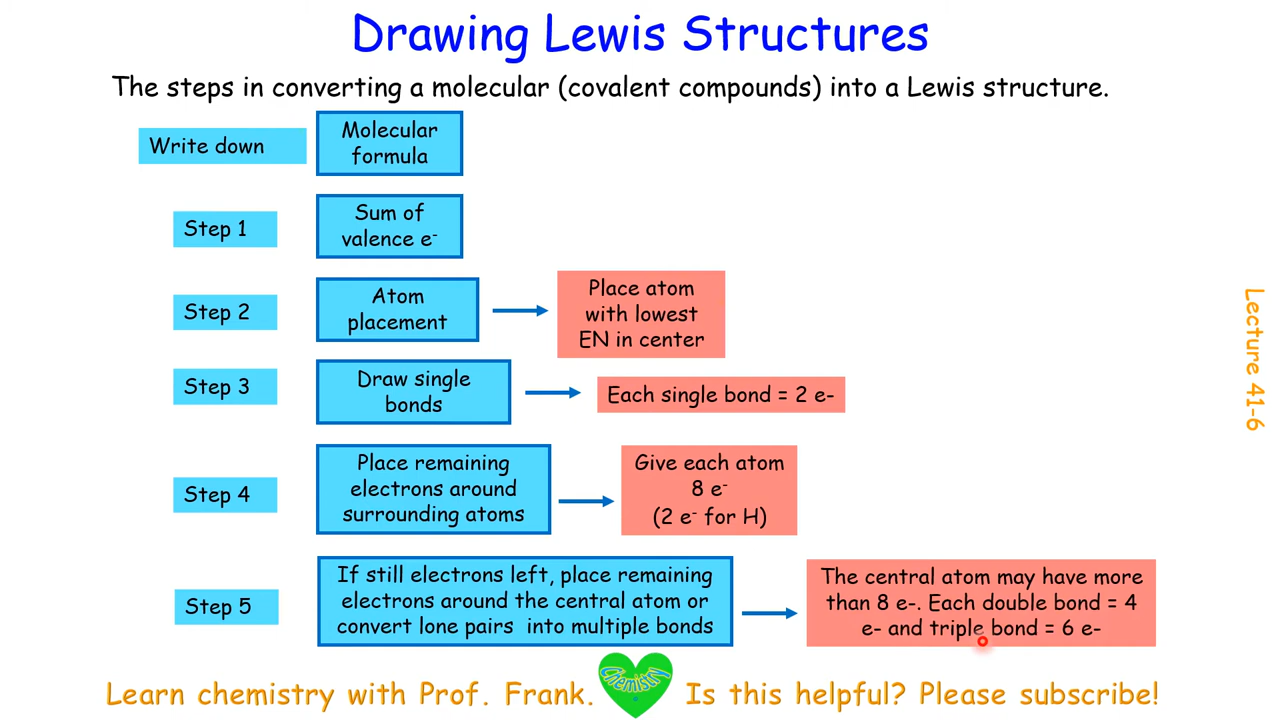 Drawing Lewis Structures
The steps in converting a molecular (covalent compounds) into a Lewis structure.
Write down
Molecular
formula
Step 1
Sum of
valence e⁻
Step 2
Atom
placement
Place atom
with lowest
EN in center
Step 3
Draw single
bonds
Each single bond = 2 e-
Step 4
Place remaining
electrons around
surrounding atoms
Give each atom
8 e⁻
(2 e⁻ for H)
Step 5
If still electrons left, place remaining
electrons around the central atom or
convert lone pairs into multiple bonds
The central atom may have more
than 8 e-. Each double bond = 4
e- and triple bond = 6 e-
Lecture 41-6
Learn chemistry with Prof. Frank.
Chemistry
Is this helpful? Please subscribe!